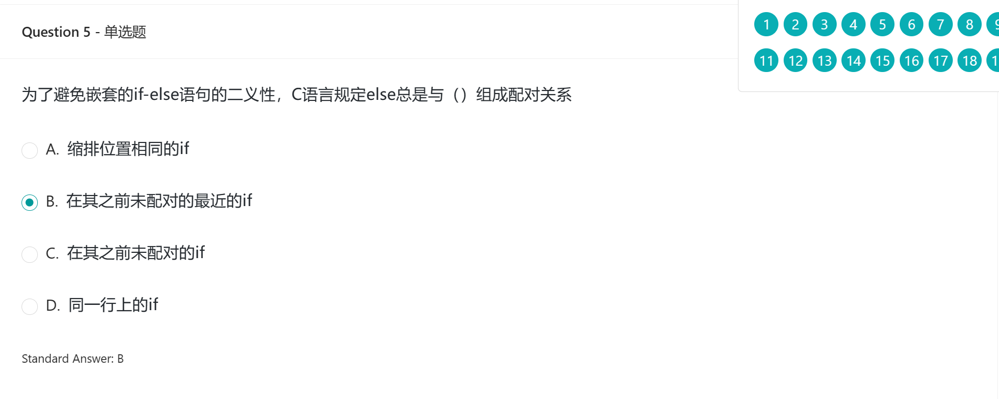 Question 5 - 单选题
1 2 3 4 5 6 7 8 9
11 12 13 14 15 16 17 18
为了避免嵌套的if-else语句的二义性，C语言规定else总是与（）组成配对关系
A. 缩排位置相同的if
B. 在其之前未配对的最近的if
C. 在其之前未配对的if
D. 同一行上的if
Standard Answer: B